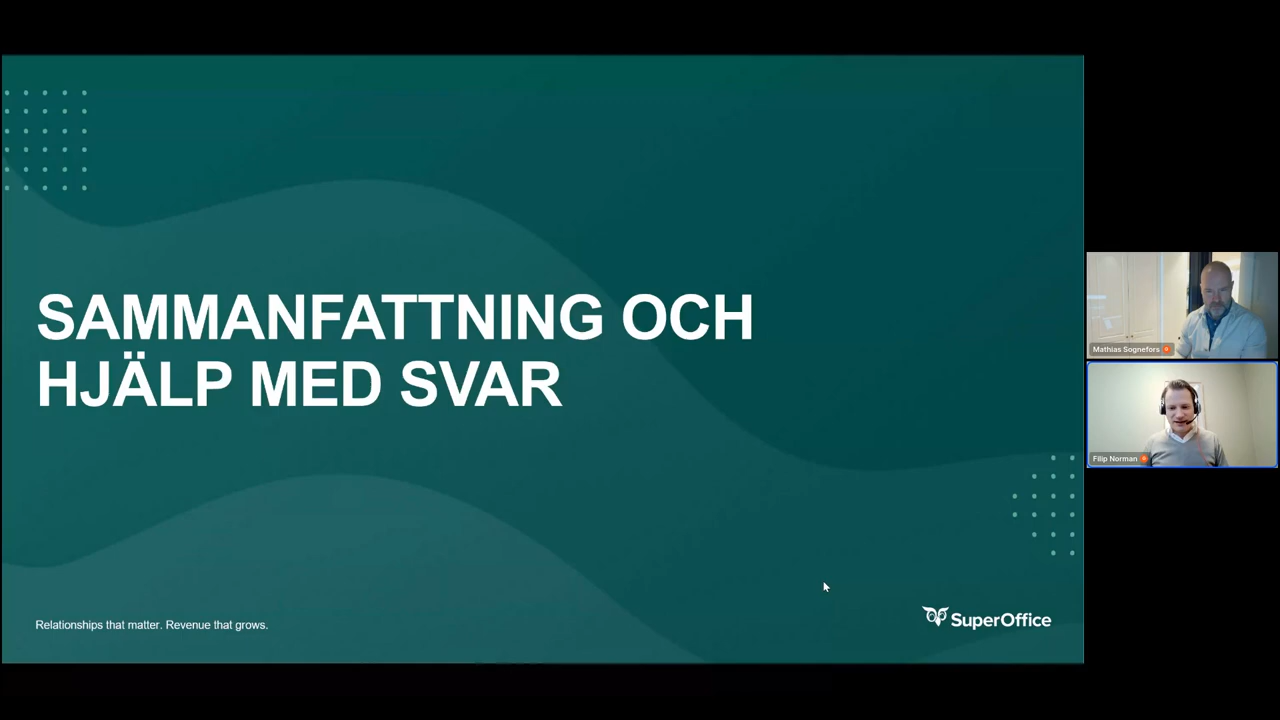 SAMMANFATTNING OCH
HJÄLP MED SVAR
Relationships that matter. Revenue that grows.
SuperOffice
Mathias Sognefors
Filip Norman